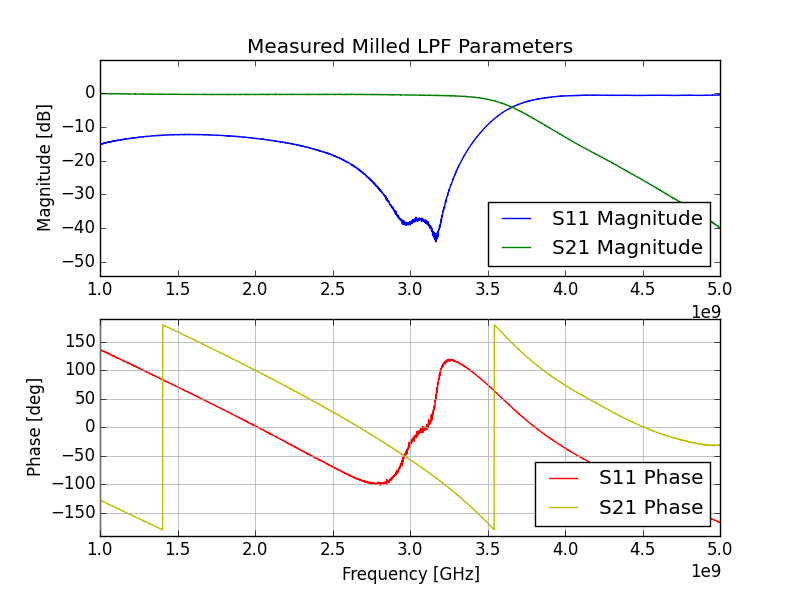 Measured Milled LPF Parameters
Magnitude [dB]
0
−10
−20
−30
−40
−50
S11 Magnitude
S21 Magnitude
1.0 1.5 2.0 2.5 3.0 3.5 4.0 4.5 5.0
1e9
Phase [deg]
150
100
50
0
−50
−100
−150
S11 Phase
S21 Phase
1.0 1.5 2.0 2.5 3.0 3.5 4.0 4.5 5.0
Frequency [GHz] 1e9